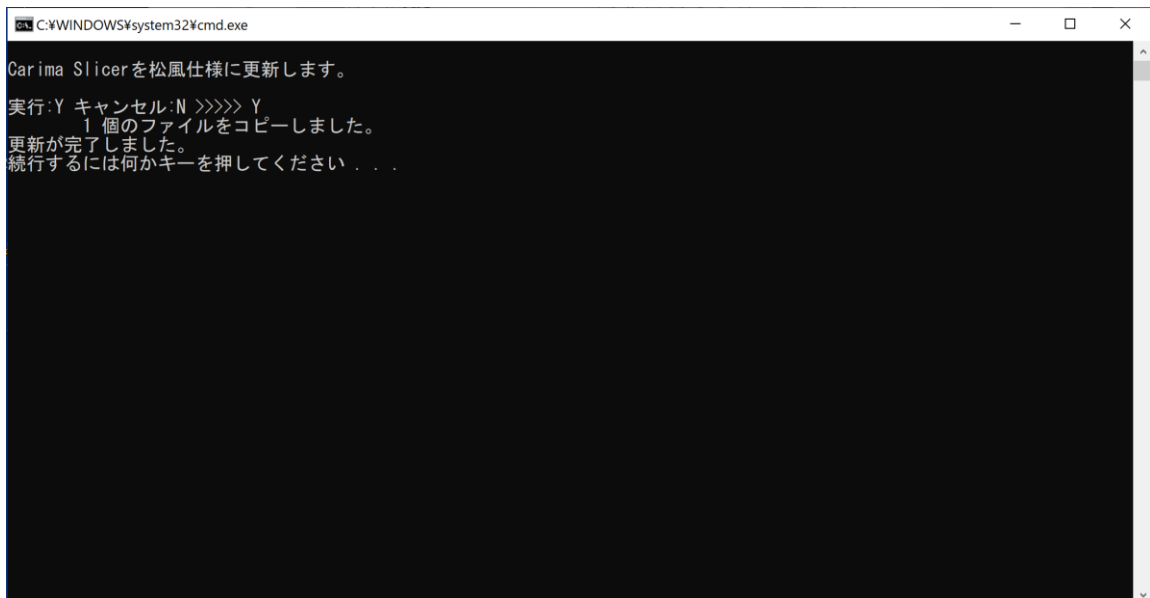 C:¥WINDOWS¥system32¥cmd.exe
Carima Slicerを松風仕様に更新します。
実行:Y キャンセル:N >>>>> Y
1 個のファイルをコピーしました。
更新が完了しました。
続行するには何かキーを押してください . . .